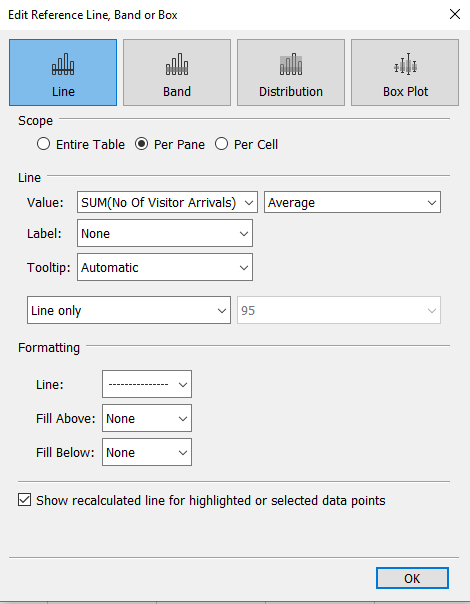 Edit Reference Line, Band or Box
Line Band Distribution Box Plot
Scope
Entire Table Per Pane Per Cell
Line
Value: SUM(No Of Visitor Arrivals) Average
Label: None
Tooltip: Automatic
Line only 95
Formatting
Line:
Fill Above: None
Fill Below: None
Show recalculated line for highlighted or selected data points
OK